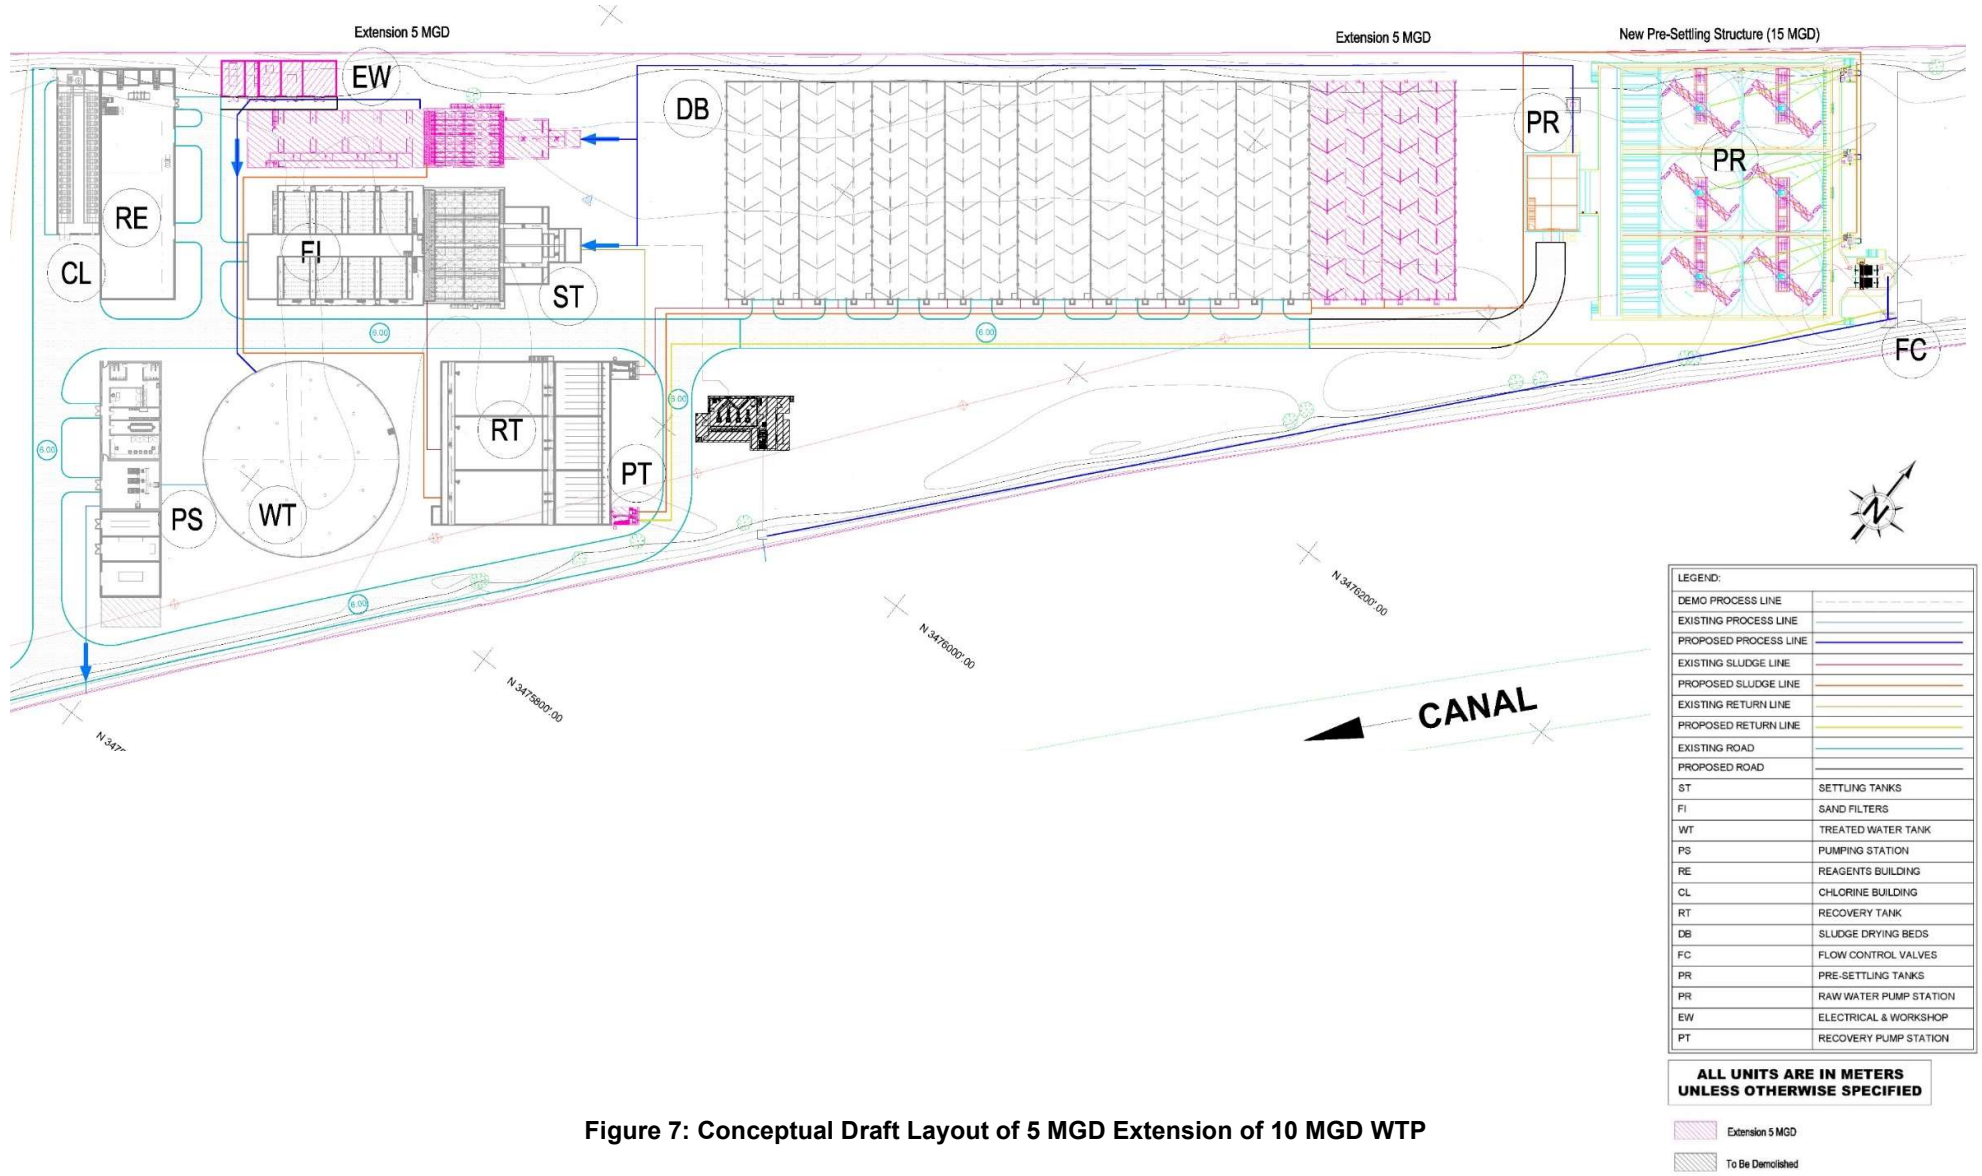 Extension 5 MGD
Extension 5 MGD
New Pre-Settling Structure (15 MGD)
EW
DB
PR
PR
RE
FI
CL
ST
6.00
6.00
FC
6.00
RT
6.00
PT
PS
WT
6.00
N 3476200'.00
N 3476000'.00
N 3475800'.00
CANAL
N
LEGEND:
DEMO PROCESS LINE
EXISTING PROCESS LINE
PROPOSED PROCESS LINE
EXISTING SLUDGE LINE
PROPOSED SLUDGE LINE
EXISTING RETURN LINE
PROPOSED RETURN LINE
EXISTING ROAD
PROPOSED ROAD
ST SETTLING TANKS
FI SAND FILTERS
WT TREATED WATER TANK
PS PUMPING STATION
RE REAGENTS BUILDING
CL CHLORINE BUILDING
RT RECOVERY TANK
DB SLUDGE DRYING BEDS
FC FLOW CONTROL VALVES
PR PRE-SETTLING TANKS
PR RAW WATER PUMP STATION
EW ELECTRICAL & WORKSHOP
PT RECOVERY PUMP STATION
ALL UNITS ARE IN METERS
UNLESS OTHERWISE SPECIFIED
Extension 5 MGD
To Be Demolished
Figure 7: Conceptual Draft Layout of 5 MGD Extension of 10 MGD WTP